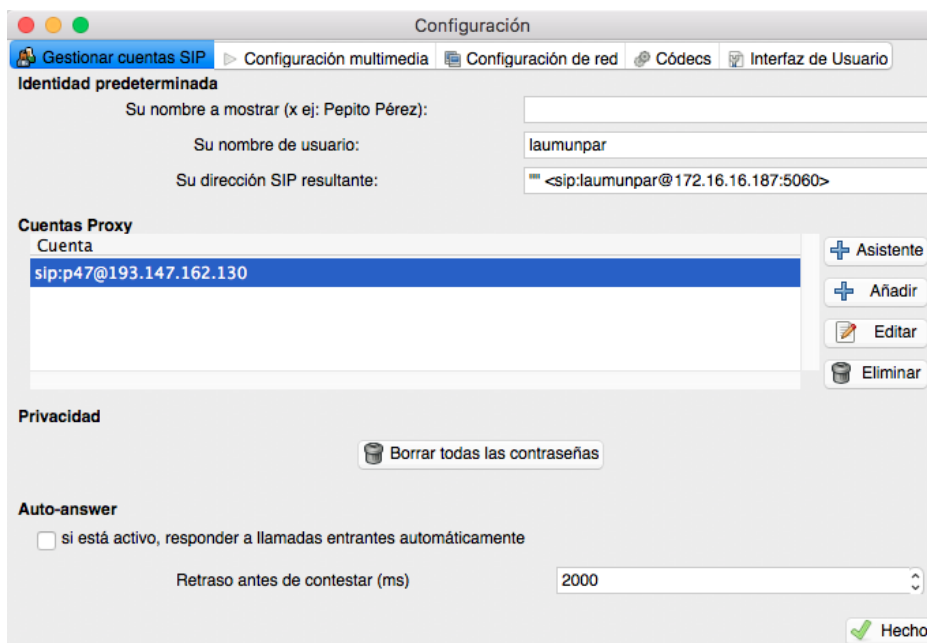 Configuración
Gestionar cuentas SIP Configuración multimedia Configuración de red Códecs Interfaz de Usuario
Identidad predeterminada
Su nombre a mostrar (x ej: Pepito Pérez):
Su nombre de usuario: laumunpar
Su dirección SIP resultante: "" <sip:laumunpar@172.16.16.187:5060>
Cuentas Proxy
Cuenta
Asistente
sip:p47@193.147.162.130
Añadir
Editar
Eliminar
Privacidad
Borrar todas las contraseñas
Auto-answer
si está activo, responder a llamadas entrantes automáticamente
Retraso antes de contestar (ms) 2000
Hecho